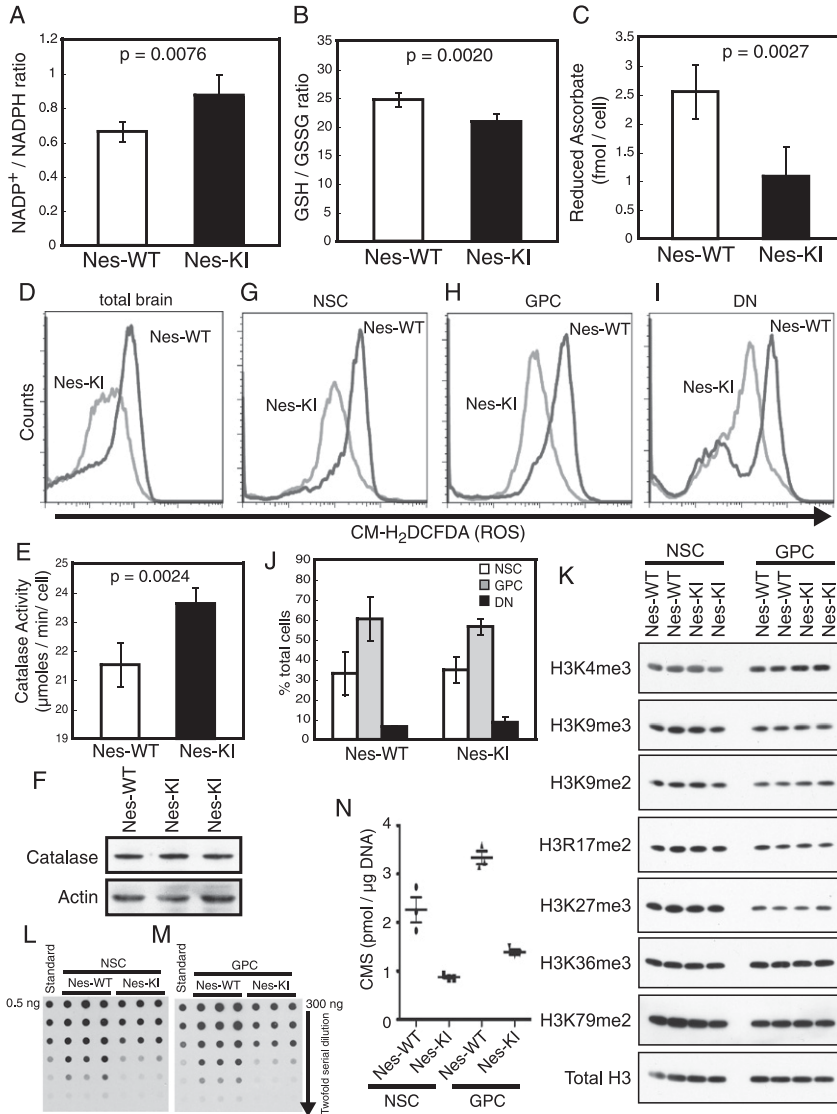 A
p = 0.0076
NADP+ / NADPH ratio
1.2
1
0.8
0.6
0.4
0.2
0
Nes-WT
Nes-KI
B
p = 0.0020
GSH / GSSG ratio
35
30
25
20
15
10
5
0
Nes-WT
Nes-KI
C
p = 0.0027
Reduced Ascorbate
(fmol / cell)
3.5
3
2.5
2
1.5
1
0.5
0
Nes-WT
Nes-KI
D
total brain
Nes-WT
Nes-KI
Counts
G
NSC
Nes-WT
Nes-KI
H
GPC
Nes-WT
Nes-KI
I
DN
Nes-WT
Nes-KI
CM-H2DCFDA (ROS)
E
p = 0.0024
Catalase Activity
(μmoles / min/ cell)
25
24
23
22
21
20
19
Nes-WT
Nes-KI
F
Nes-WT
Nes-KI
Nes-KI
Catalase
Actin
J
NSC
GPC
DN
% total cells
90
80
70
60
50
40
30
20
10
0
Nes-WT
Nes-KI
K
NSC
GPC
Nes-WT
Nes-WT
Nes-KI
Nes-KI
Nes-WT
Nes-WT
Nes-KI
Nes-KI
H3K4me3
H3K9me3
H3K9me2
H3R17me2
H3K27me3
H3K36me3
H3K79me2
Total H3
L
Standard
NSC
Nes-WT
Nes-KI
0.5 ng
M
Standard
GPC
Nes-WT
Nes-KI
300 ng
Twofold serial dilution
N
CMS (pmol / μg DNA)
4
3
2
1
0
Nes-WT
Nes-KI
Nes-WT
Nes-KI
NSC
GPC